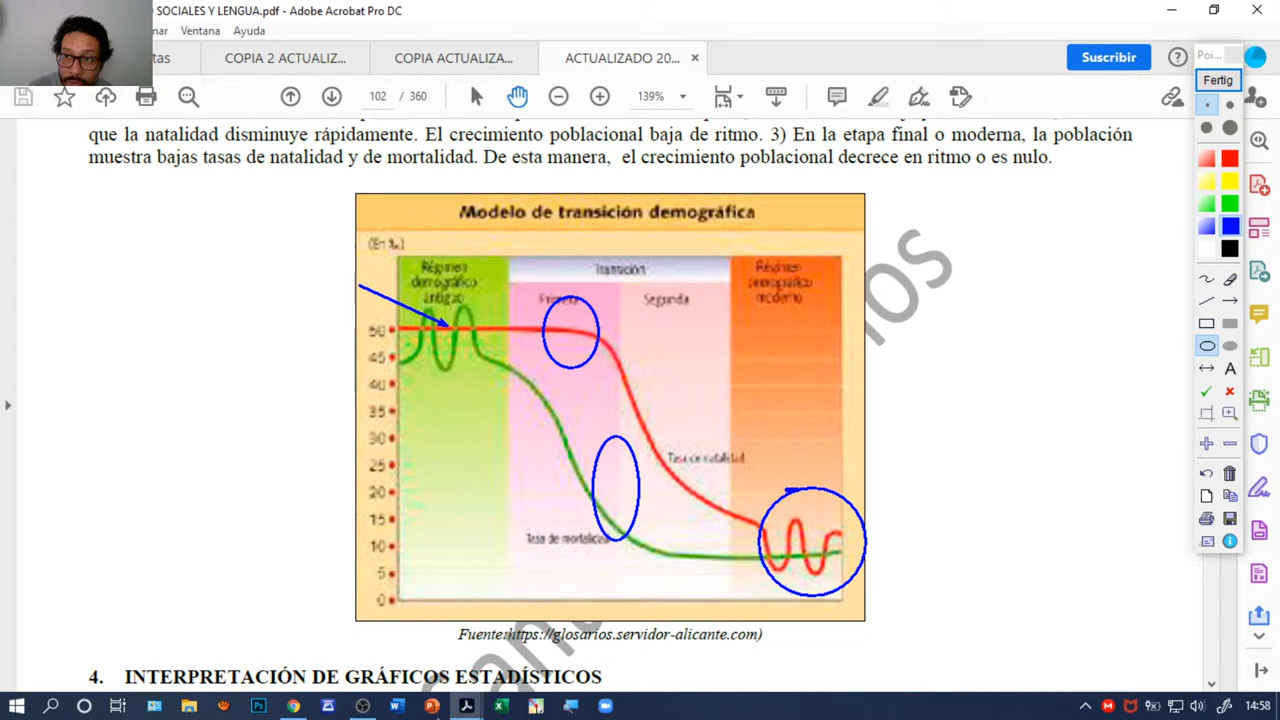 SOCIALES Y LENGUA.pdf - Adobe Acrobat Pro DC
nar Ventana Ayuda
tas
COPIA 2 ACTUALIZ...
COPIA ACTUALIZA...
ACTUALIZADO 20...
Suscribir
102 / 360
139%
Fertig
A
que la natalidad disminuye rápidamente. El crecimiento poblacional baja de ritmo. 3) En la etapa final o moderna, la población
muestra bajas tasas de natalidad y de mortalidad. De esta manera, el crecimiento poblacional decrece en ritmo o es nulo.
Modelo de transición demográfica
(En ‰)
Régimen
demográfico
antiguo
Transición
Primera
Segunda
Régimen
demográfico
moderno
50
45
40
35
30
25
20
15
10
5
0
Tasa de natalidad
Tasa de mortalidad
Fuente:https://glosarios.servidor-alicante.com)
4. INTERPRETACIÓN DE GRÁFICOS ESTADÍSTICOS
14:58